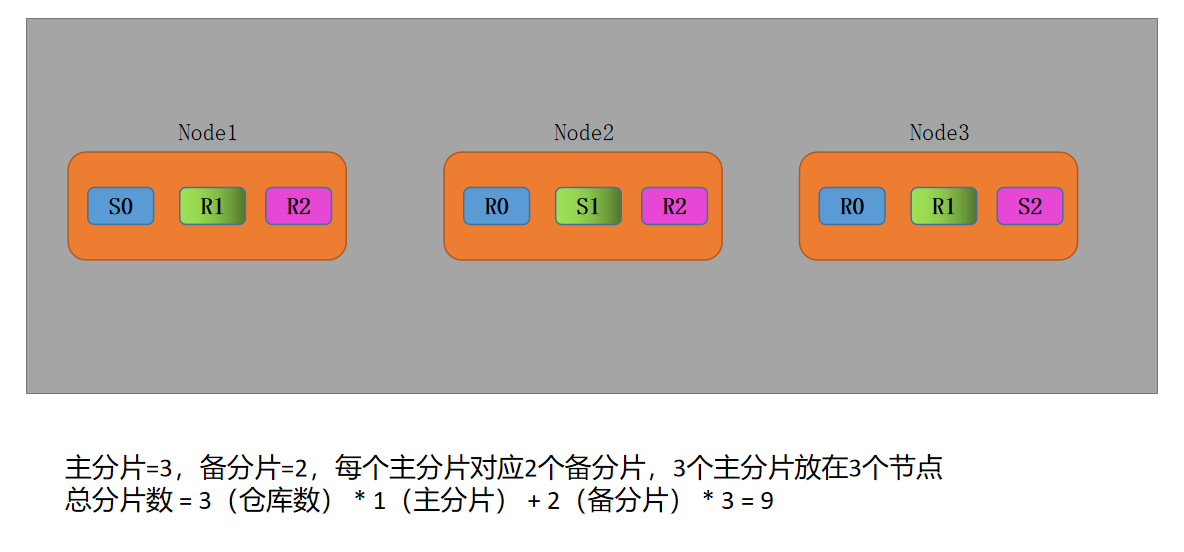 Node1 Node2 Node3
S0 R1 R2 R0 S1 R2 R0 R1 S2
主分片=3，备分片=2，每个主分片对应2个备分片，3个主分片放在3个节点
总分片数 = 3（仓库数）* 1（主分片）+ 2（备分片）* 3 = 9